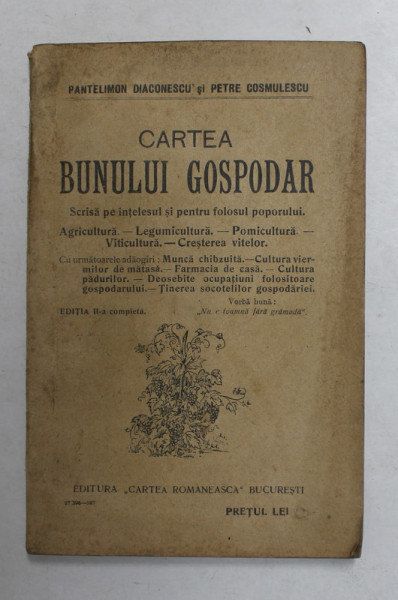 PANTELIMON DIACONESCU și PETRE COSMULESCU
CARTEA
BUNULUI GOSPODAR
Scrisă pe înțelesul și pentru folosul poporului.
Agricultură. — Legumicultură. — Pomicultură. —
Viticultură. — Creșterea vitelor.
Cu următoarele adăogiri: Muncă chibzuită.—Cultura vier-
milor de mătasă.— Farmacia de casă. — Cultura
pădurilor. — Deosebite ocupațiuni folositoare
gospodarului. — Ținerea socotelilor gospodăriei.
Vorbă bună:
EDIȚIA II-a completă. „Nu e toamnă fără grămadă".
EDITURA „CARTEA ROMANEASCA" BUCUREȘTI
PREȚUL LEI